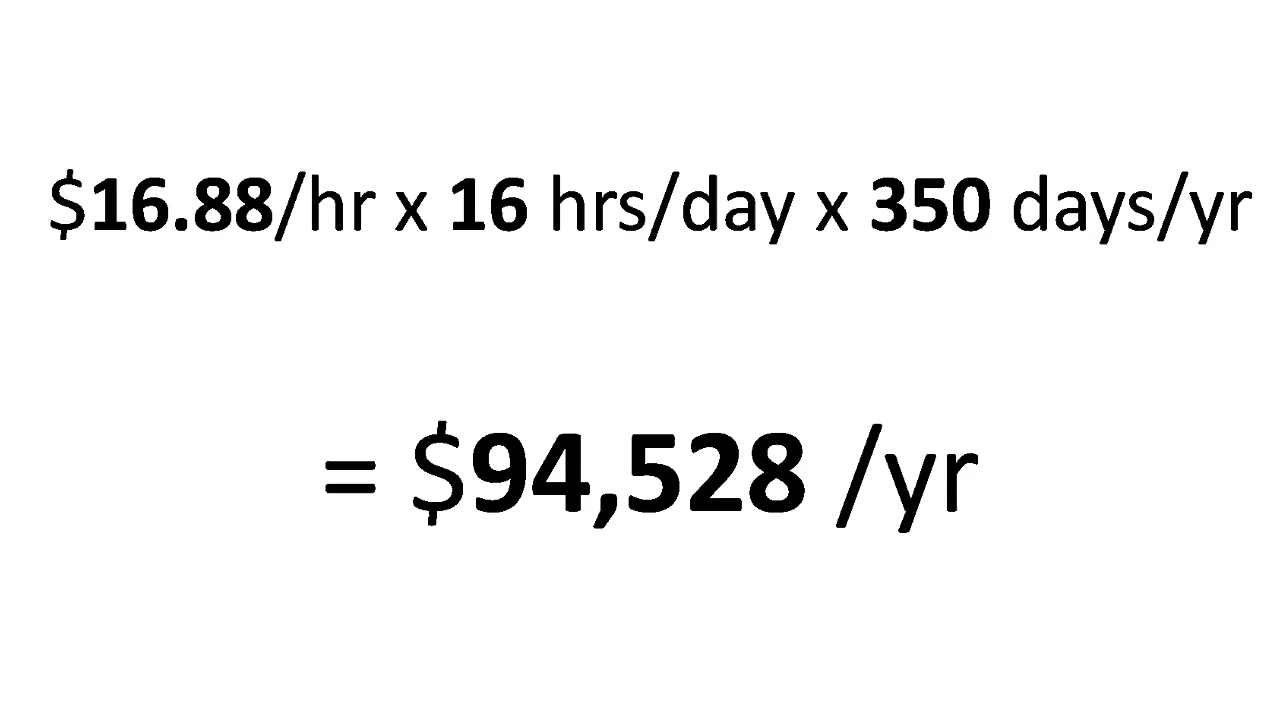 $16.88/hr x 16 hrs/day x 350 days/yr
= $94,528 /yr